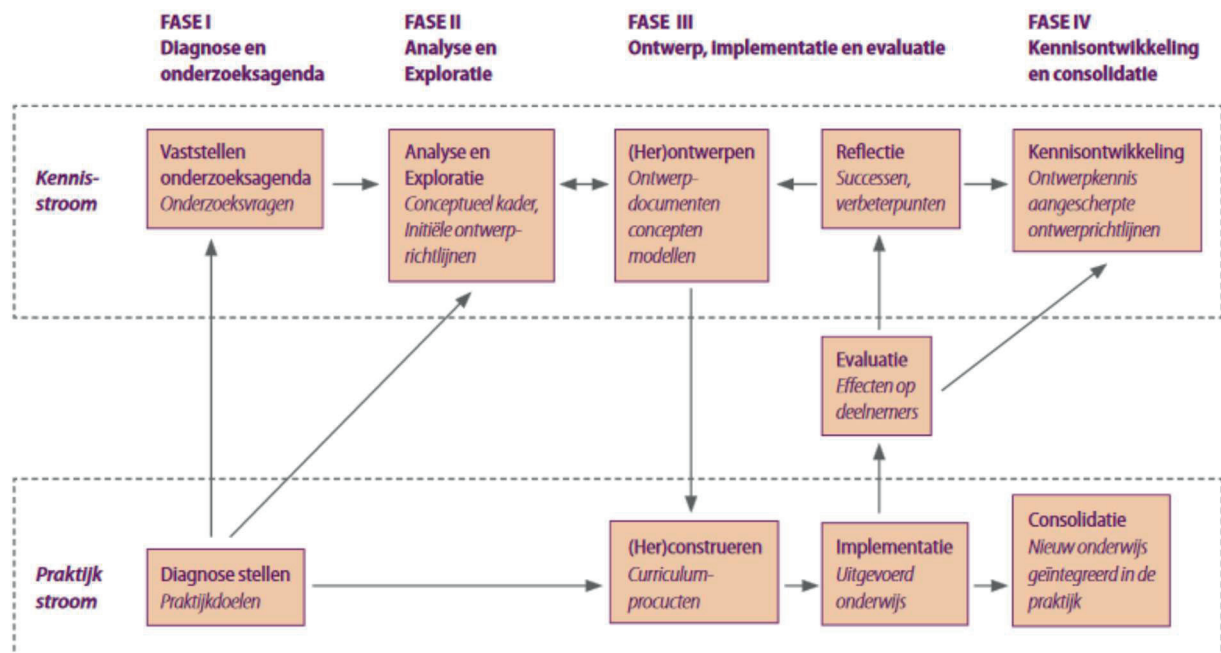 FASE I
Diagnose en
onderzoeksagenda
FASE II
Analyse en
Exploratie
FASE III
Ontwerp, implementatie en evaluatie
FASE IV
Kennisontwikkeling
en consolidatie
Kennis-
stroom
Vaststellen
onderzoeksagenda
Onderzoeksvragen
Analyse en
Exploratie
Conceptueel kader,
Initiële ontwerp-
richtlijnen
(Her)ontwerpen
Ontwerp-
documenten
concepten
modellen
Reflectie
Successen,
verbeterpunten
Kennisontwikkeling
Ontwerpkennis
aangescherpte
ontwerprichtlijnen
Evaluatie
Effecten op
deelnemers
Praktijk
stroom
Diagnose stellen
Praktijkdoelen
(Her)construeren
Curriculum-
procucten
Implementatie
Uitgevoerd
onderwijs
Consolidatie
Nieuw onderwijs
geïntegreerd in de
praktijk